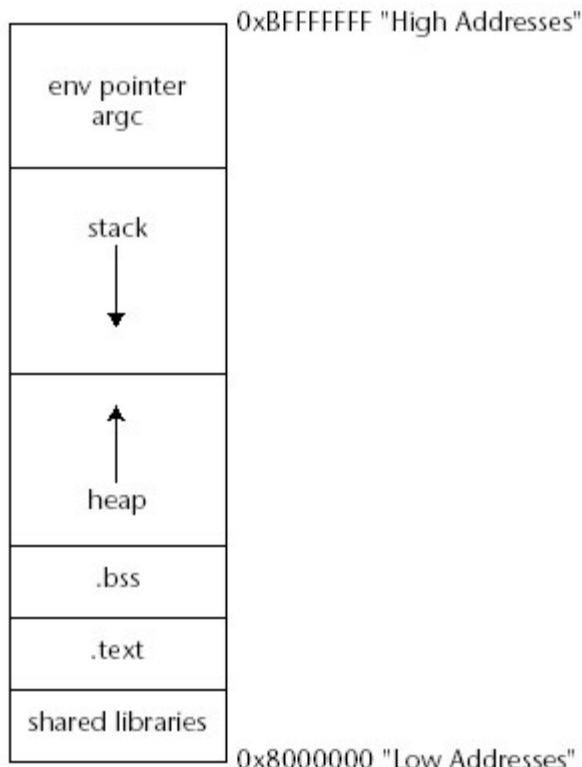 0xBFFFFFFF "High Addresses"
env pointer
argc
stack
heap
.bss
.text
shared libraries
0x8000000 "Low Addresses"